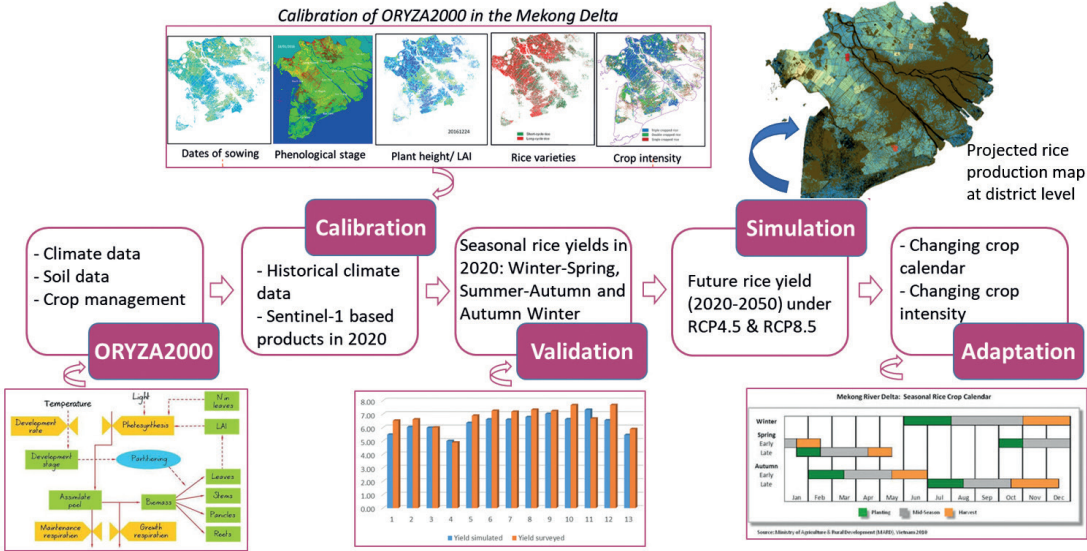 Calibration of ORYZA2000 in the Mekong Delta
20161224
Dates of sowing
Phenological stage
Plant height/ LAI
Rice varieties
Crop intensity
Projected rice
production map
at district level
- Climate data
- Soil data
- Crop management
ORYZA2000
Calibration
- Historical climate
data
- Sentinel-1 based
products in 2020
Seasonal rice yields in
2020: Winter-Spring,
Summer-Autumn and
Autumn Winter
Validation
Simulation
Future rice yield
(2020-2050) under
RCP4.5 & RCP8.5
- Changing crop
calendar
- Changing crop
intensity
Adaptation
Temperature
Light
N in
leaves
Development
rate
Photosynthesis
LAI
Development
stage
Partitioning
Leaves
Assimilate
pool
Biomass
Stems
Panicles
Roots
Maintenance
respiration
Growth
respiration
8.00
7.00
6.00
5.00
4.00
3.00
2.00
1.00
0.00
1 2 3 4 5 6 7 8 9 10 11 12 13
Yield simulated Yield surveyed
Mekong River Delta: Seasonal Rice Crop Calendar
Winter
Spring
Early
Late
Autumn
Early
Late
Jan Feb Mar Apr May Jun Jul Aug Sep Oct Nov Dec
Planting Mid-Season Harvest
Source: Ministry of Agriculture & Rural Development (MARD), Vietnam 2010